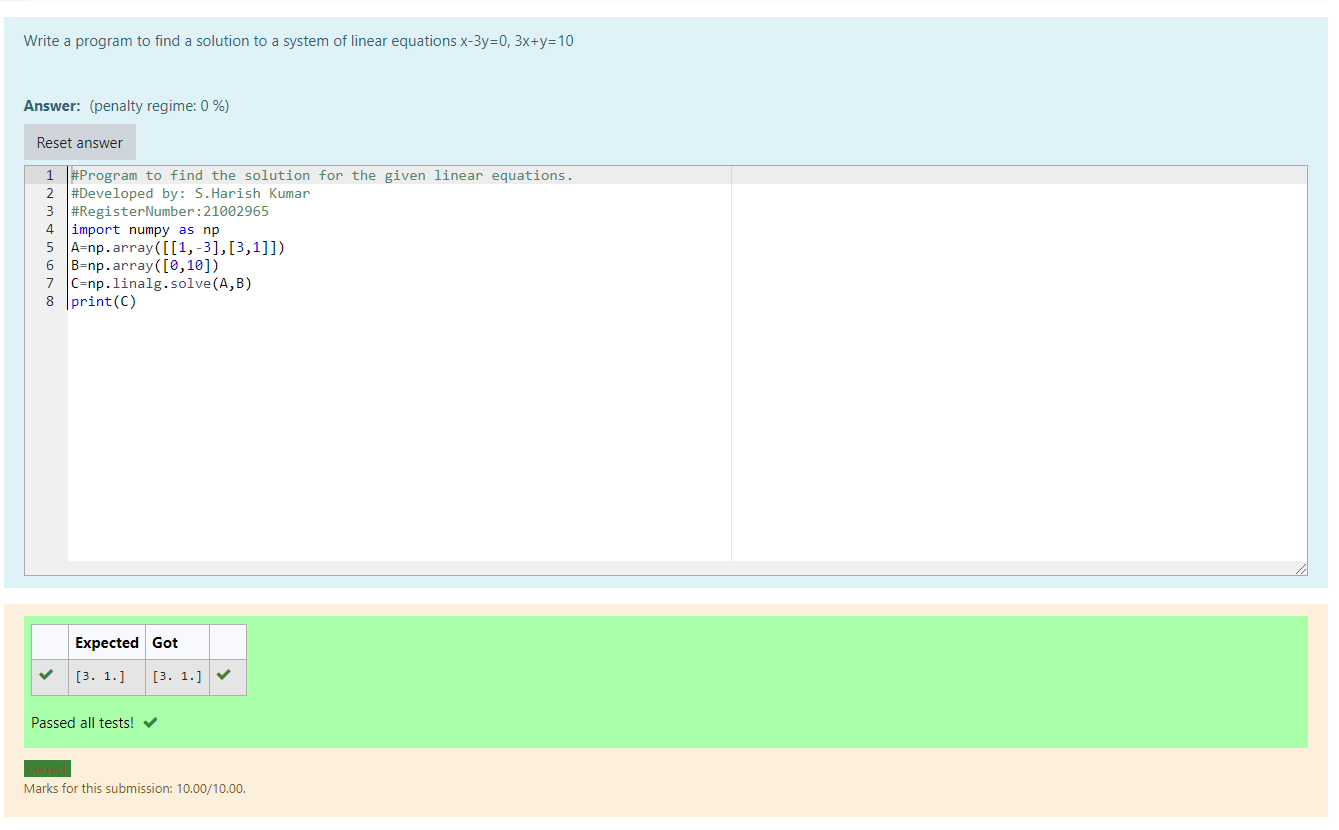 Write a program to find a solution to a system of linear equations x-3y=0, 3x+y=10
Answer: (penalty regime: 0 %)
Reset answer
1 #Program to find the solution for the given linear equations.
2 #Developed by: S.Harish Kumar
3 #RegisterNumber:21002965
4 import numpy as np
5 A=np.array([[1,-3],[3,1]])
6 B=np.array([0,10])
7 C=np.linalg.solve(A,B)
8 print(C)
Expected Got
[3. 1.] [3. 1.]
Passed all tests!
Correct
Marks for this submission: 10.00/10.00.